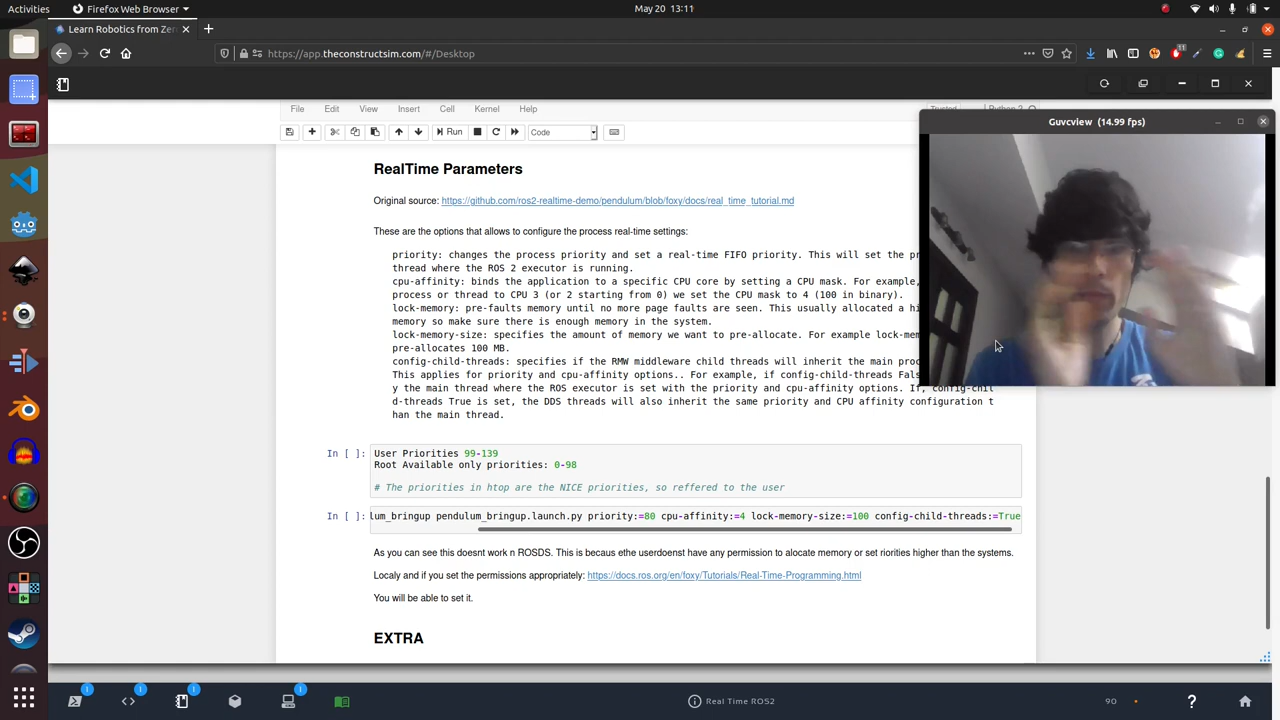 Activities
Firefox Web Browser
May 20 13:11
Learn Robotics from Zero
https://app.theconstructsim.com/#/Desktop
11
File Edit View Insert Cell Kernel Help
Run
Code
Guvcview (14.99 fps)
RealTime Parameters
Original source: https://github.com/ros2-realtime-demo/pendulum/blob/foxy/docs/real_time_tutorial.md
These are the options that allows to configure the process real-time settings:
priority: changes the process priority and set a real-time FIFO priority. This will set the
thread where the ROS 2 executor is running.
cpu-affinity: binds the application to a specific CPU core by setting a CPU mask. For example,
process or thread to CPU 3 (or 2 starting from 0) we set the CPU mask to 4 (100 in binary).
lock-memory: pre-faults memory until no more page faults are seen. This usually allocated a
memory so make sure there is enough memory in the system.
lock-memory-size: specifies the amount of memory we want to pre-allocate. For example
pre-allocates 100 MB.
config-child-threads: specifies if the RMW middleware child threads will inherit the main
This applies for priority and cpu-affinity options.. For example, if config-child-threads
y the main thread where the ROS executor is set with the priority and cpu-affinity options. If, config-chil
d-threads True is set, the DDS threads will also inherit the same priority and CPU affinity configuration t
han the main thread.
In [ ]: User Priorities 99-139
Root Available only priorities: 0-98
# The priorities in htop are the NICE priorities, so reffered to the user
In [ ]: lum_bringup pendulum_bringup.launch.py priority:=80 cpu-affinity:=4 lock-memory-size:=100 config-child-threads:=True
As you can see this doesnt work n ROSDS. This is becaus ethe userdoenst have any permission to alocate memory or set riorities higher than the systems.
Localy and if you set the permissions appropriately: https://docs.ros.org/en/foxy/Tutorials/Real-Time-Programming.html
You will be able to set it.
EXTRA
1
1
1
1
Real Time ROS2
90